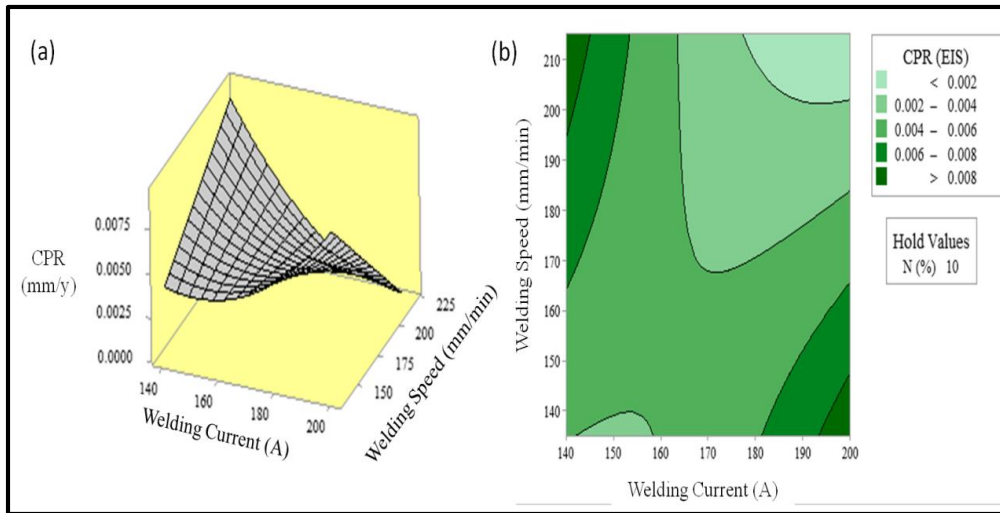 (a)
CPR
(mm/y)
0.0075
0.0050
0.0025
0.0000
140
160
180
200
Welding Current (A)
150
175
200
225
Welding Speed (mm/min)
(b)
Welding Speed (mm/min)
210
200
190
180
170
160
150
140
140
150
160
170
180
190
200
Welding Current (A)
CPR (EIS)
< 0.002
0.002 – 0.004
0.004 – 0.006
0.006 – 0.008
> 0.008
Hold Values
N (%) 10